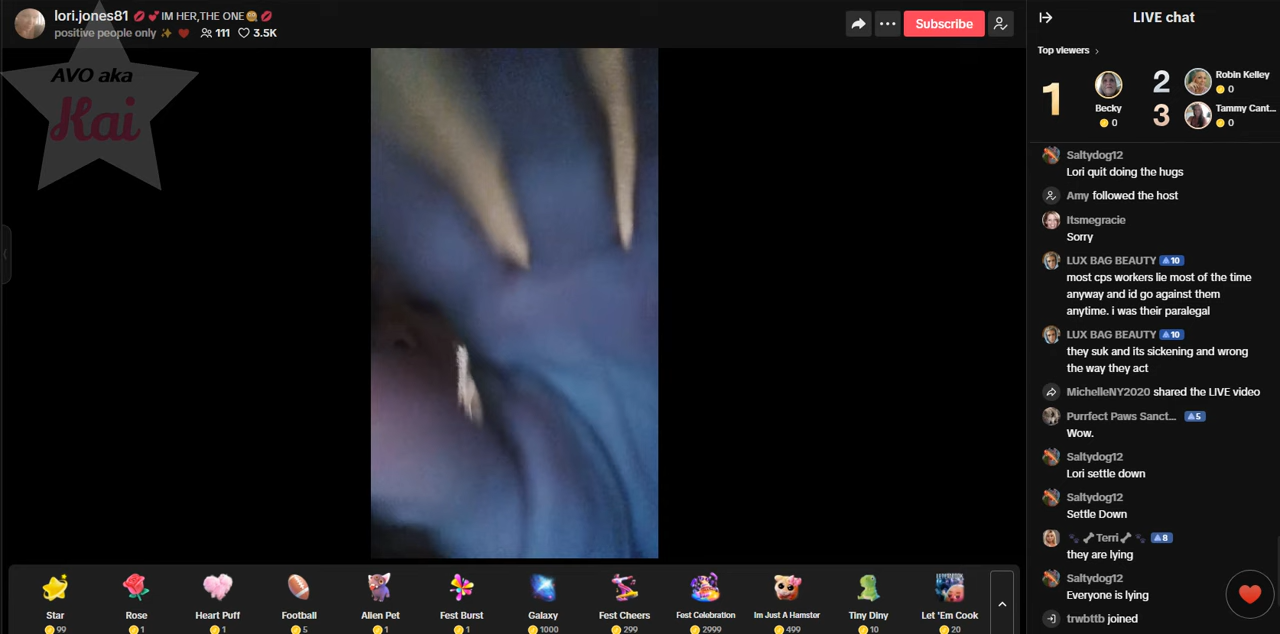 lori.jones81 💋💕IM HER,THE ONE
positive people only ✨ ❤️ 111 3.5K
Subscribe
AVO aka
Kai
LIVE chat
Top viewers
1
Becky
0
2
Robin Kelley
0
3
Tammy Cant...
0
Saltydog12
Lori quit doing the hugs
Amy followed the host
Itsmegracie
Sorry
LUX BAG BEAUTY 10
most cps workers lie most of the time
anyway and id go against them
anytime. i was their paralegal
LUX BAG BEAUTY 10
they suk and its sickening and wrong
the way they act
MichelleNY2020 shared the LIVE video
Purrfect Paws Sanct... 5
Wow.
Saltydog12
Lori settle down
Saltydog12
Settle Down
🐾🦴Terri🦴🐾 8
they are lying
Saltydog12
Everyone is lying
trwbttb joined
Star Rose Heart Puff Football Alien Pet Fest Burst Galaxy Fest Cheers Fest Celebration Im Just A Hamstor Tiny Diny Let 'Em Cook
99 1 1 5 1 1 1000 299 2999 499 10 20